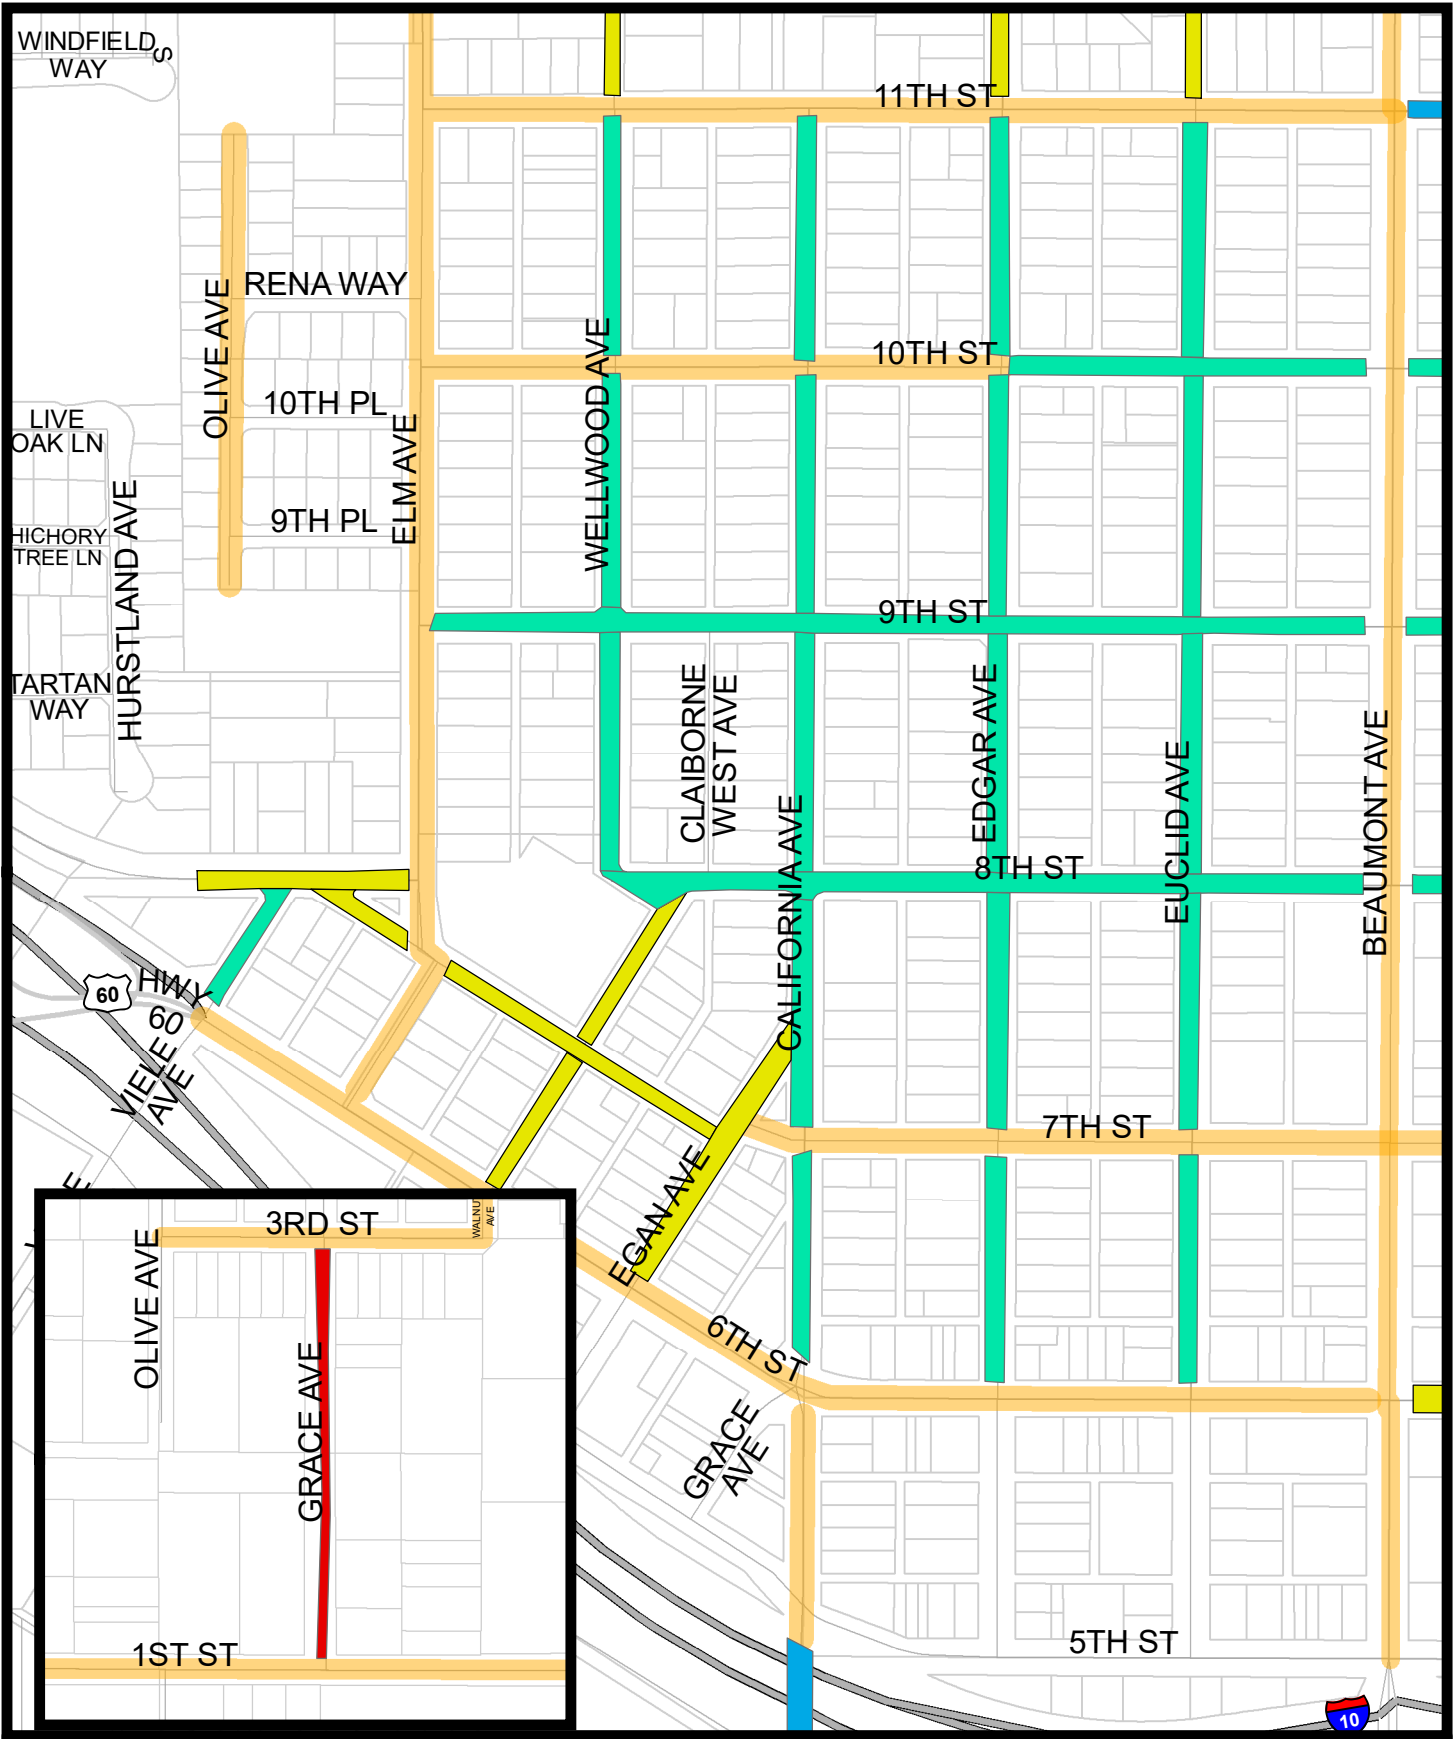 WINDFIELD
WAY
S
11TH ST
RENA WAY
OLIVE AVE
10TH ST
10TH PL
LIVE
OAK LN
ELM AVE
WELLWOOD AVE
9TH PL
HICHORY
TREE LN
HURSTLAND AVE
9TH ST
TARTAN
WAY
CLAIBORNE
WEST AVE
EDGAR AVE
EUCLID AVE
BEAUMONT AVE
CALIFORNIA AVE
8TH ST
60
HWY
60
VIELE
AVE
7TH ST
EGAN AVE
E
WALNU
AVE
3RD ST
OLIVE AVE
GRACE AVE
6TH ST
GRACE
AVE
1ST ST
5TH ST
10